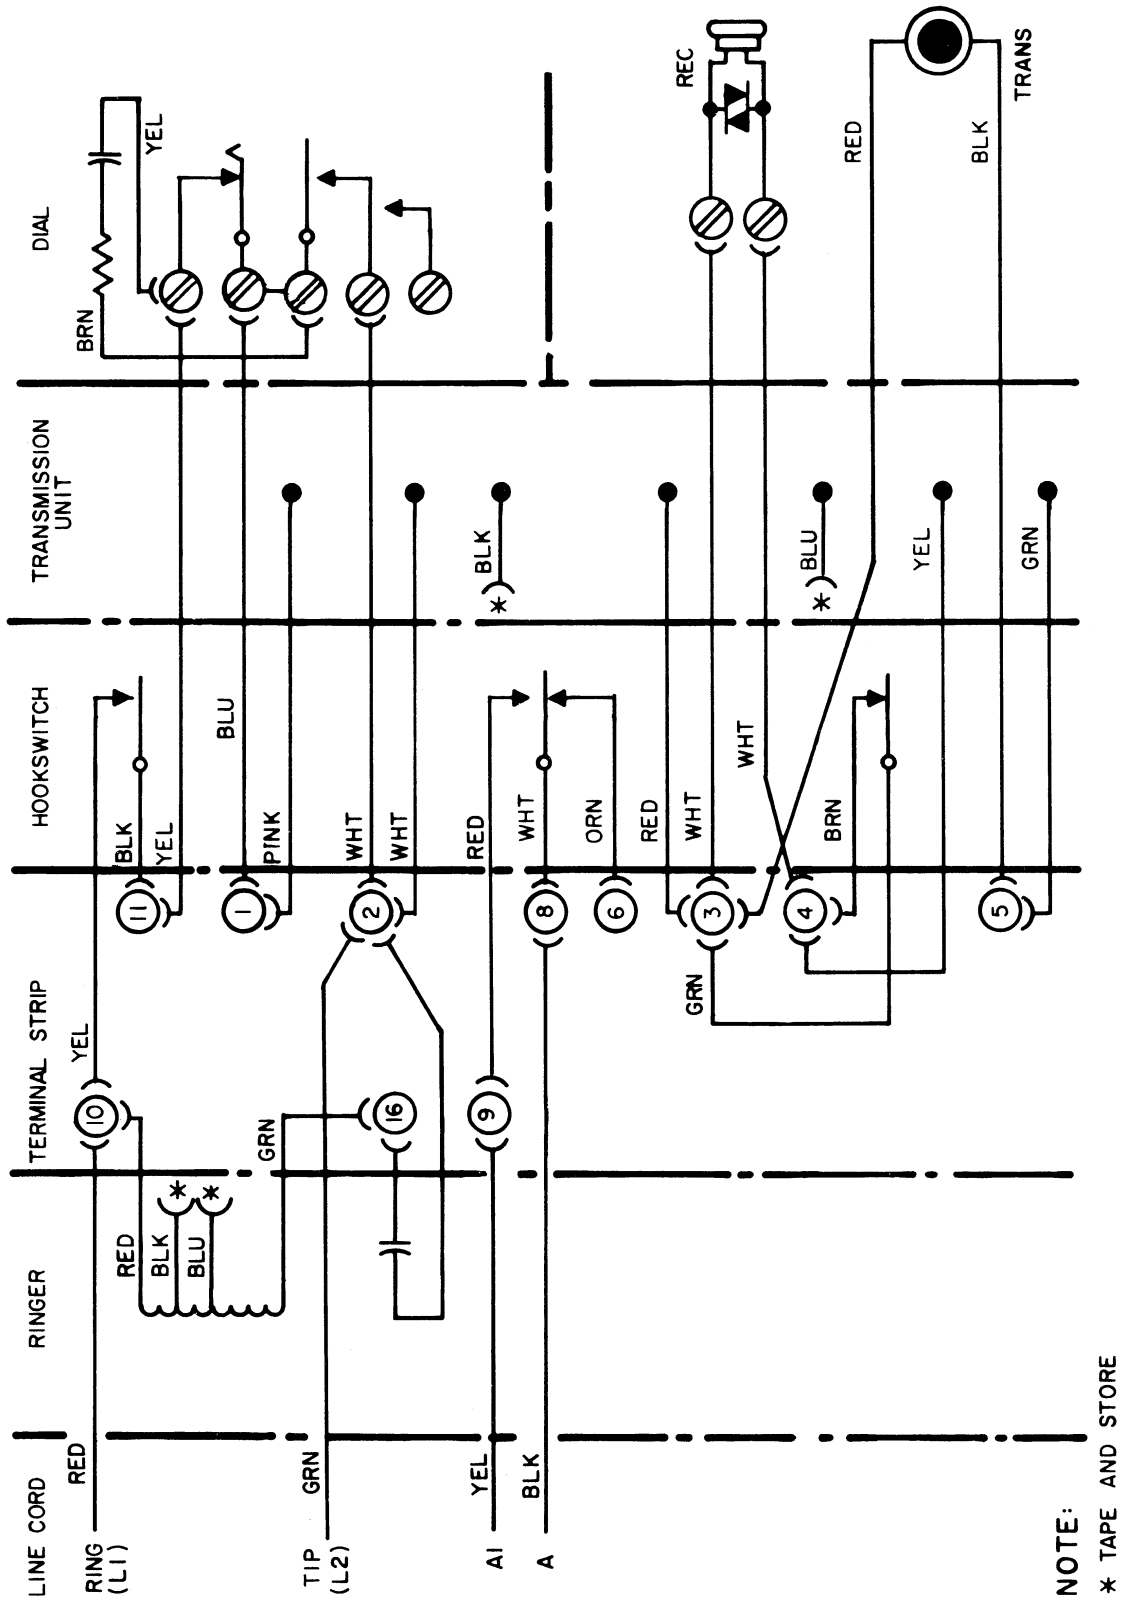 LINE CORD
RINGER
TERMINAL STRIP
HOOKSWITCH
TRANSMISSION
UNIT
DIAL
RING
(L1)
RED
10
YEL
RED
BLK
*
BLU
*
GRN
16
11
BLK
YEL
BRN
YEL
1
BLU
PINK
TIP
(L2)
GRN
2
WHT
WHT
A1
YEL
9
RED
A
BLK
8
WHT
6
ORN
*
BLK
RED
3
WHT
GRN
REC
4
WHT
BRN
*
BLU
YEL
RED
5
GRN
BLK
TRANS
NOTE:
* TAPE AND STORE